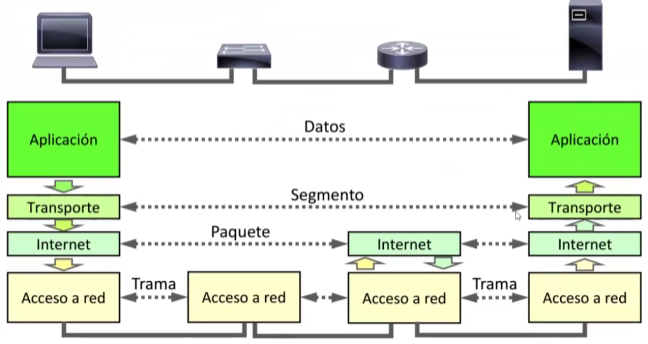 Aplicación
Datos
Aplicación
Transporte
Segmento
Transporte
Internet
Paquete
Internet
Internet
Acceso a red
Trama
Acceso a red
Acceso a red
Trama
Acceso a red